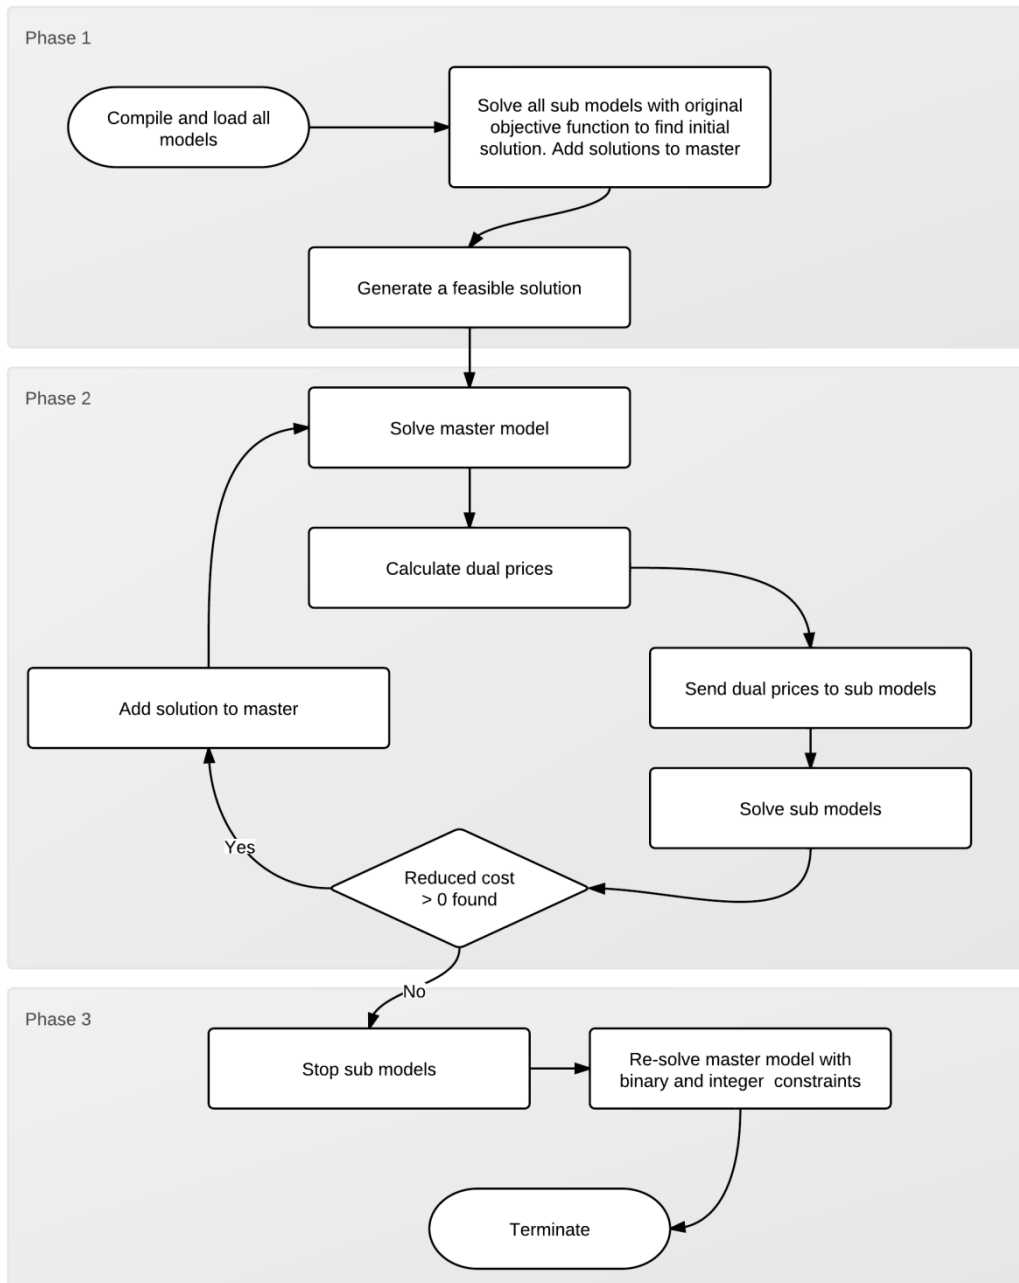 Phase 1
Compile and load all
models
Solve all sub models with original
objective function to find initial
solution. Add solutions to master
Generate a feasible solution
Phase 2
Solve master model
Calculate dual prices
Send dual prices to sub models
Add solution to master
Solve sub models
Yes
Reduced cost
> 0 found
No
Phase 3
Stop sub models
Re-solve master model with
binary and integer constraints
Terminate